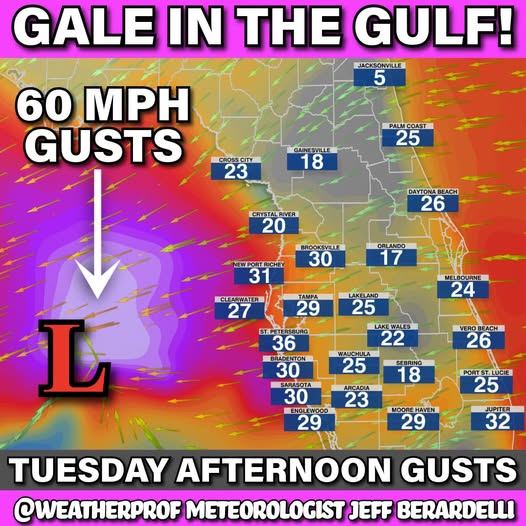 GALE IN THE GULF!
60 MPH
GUSTS
JACKSONVILLE
5
PALM COAST
25
GAINESVILLE
18
CROSS CITY
23
DAYTONA BEACH
26
CRYSTAL RIVER
20
BROOKSVILLE
30
ORLANDO
17
NEW PORT RICHEY
31
MELBOURNE
24
CLEARWATER
27
TAMPA
29
LAKELAND
25
ST. PETERSBURG
36
LAKE WALES
22
VERO BEACH
26
BRADENTON
30
WAUCHULA
25
SEBRING
18
PORT ST. LUCIE
25
SARASOTA
30
ARCADIA
23
ENGLEWOOD
29
MOORE HAVEN
29
JUPITER
32
L
TUESDAY AFTERNOON GUSTS
@WEATHERPROF METEOROLOGIST JEFF BERARDELLI